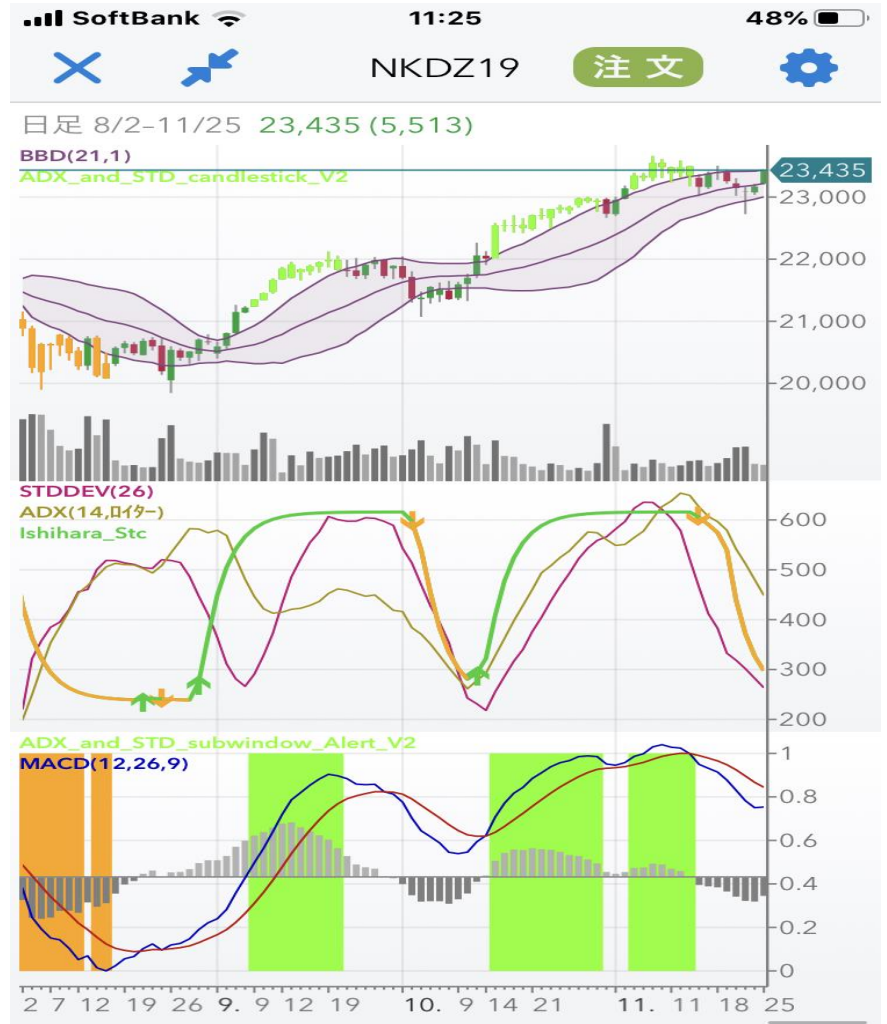 SoftBank 11:25 48%
NKDZ19 注文
日足 8/2-11/25 23,435 (5,513)
BBD(21,1)
ADX_and_STD_candlestick_V2
23,435
23,000
22,000
21,000
20,000
STDDEV(26)
ADX(14,ﾛｲﾀｰ)
Ishihara_Stc
600
500
400
300
200
ADX_and_STD_subwindow_Alert_V2
MACD(12,26,9)
1
0.8
0.6
0.4
0.2
0
2 7 12 19 26 9. 9 12 19 10. 9 14 21 11. 11 18 25